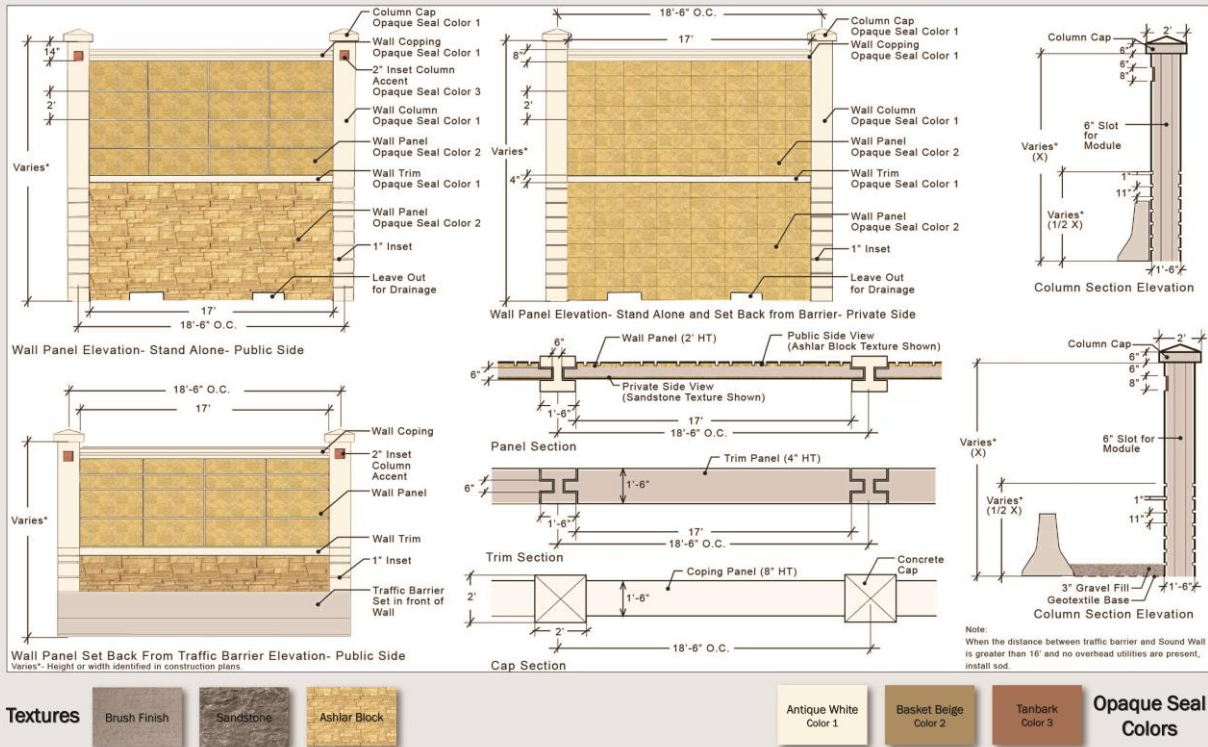 Column Cap
Opaque Seal Color 1
Wall Copping
Opaque Seal Color 1
2" Inset Column
Accent
Opaque Seal Color 3
Wall Column
Opaque Seal Color 1
Wall Panel
Opaque Seal Color 2
Wall Trim
Opaque Seal Color 1
Wall Panel
Opaque Seal Color 2
1" Inset
Leave Out
for Drainage
14"
2'
Varies*
17'
18'-6" O.C.
Wall Panel Elevation- Stand Alone- Public Side
18'-6" O.C.
17'
Column Cap
Opaque Seal Color 1
Wall Copping
Opaque Seal Color 1
8"
2'
Varies*
4"
Wall Column
Opaque Seal Color 1
Wall Panel
Opaque Seal Color 2
Wall Trim
Opaque Seal Color 1
Wall Panel
Opaque Seal Color 2
1" Inset
Leave Out
for Drainage
Wall Panel Elevation- Stand Alone and Set Back from Barrier- Private Side
2'
Column Cap
6"
6"
8"
6" Slot
for
Module
Varies*
(X)
1"
11"
Varies*
(1/2 X)
1'-6"
Column Section Elevation
18'-6" O.C.
17'
Wall Coping
2" Inset
Column
Accent
Wall Panel
Varies*
Wall Trim
1" Inset
Traffic Barrier
Set in front of
Wall
Wall Panel Set Back From Traffic Barrier Elevation- Public Side
Varies*- Height or width identified in construction plans.
6"
Wall Panel (2' HT)
Public Side View
(Ashlar Block Texture Shown)
6"
Private Side View
(Sandstone Texture Shown)
1'-6"
17'
18'-6" O.C.
Panel Section
Trim Panel (4" HT)
6"
1'-6"
1'-6"
17'
18'-6" O.C.
Trim Section
Coping Panel (8" HT)
Concrete
Cap
2'
1'-6"
2'
18'-6" O.C.
Cap Section
2'
Column Cap
6"
6"
8"
Varies*
(X)
6" Slot for
Module
Varies*
(1/2 X)
1"
11"
3" Gravel Fill
Geotextile Base
1'-6"
Column Section Elevation
Note:
When the distance between traffic barrier and Sound Wall
is greater than 16' and no overhead utilities are present,
install sod.
Textures
Brush Finish
Sandstone
Ashlar Block
Antique White
Color 1
Basket Beige
Color 2
Tanbark
Color 3
Opaque Seal
Colors